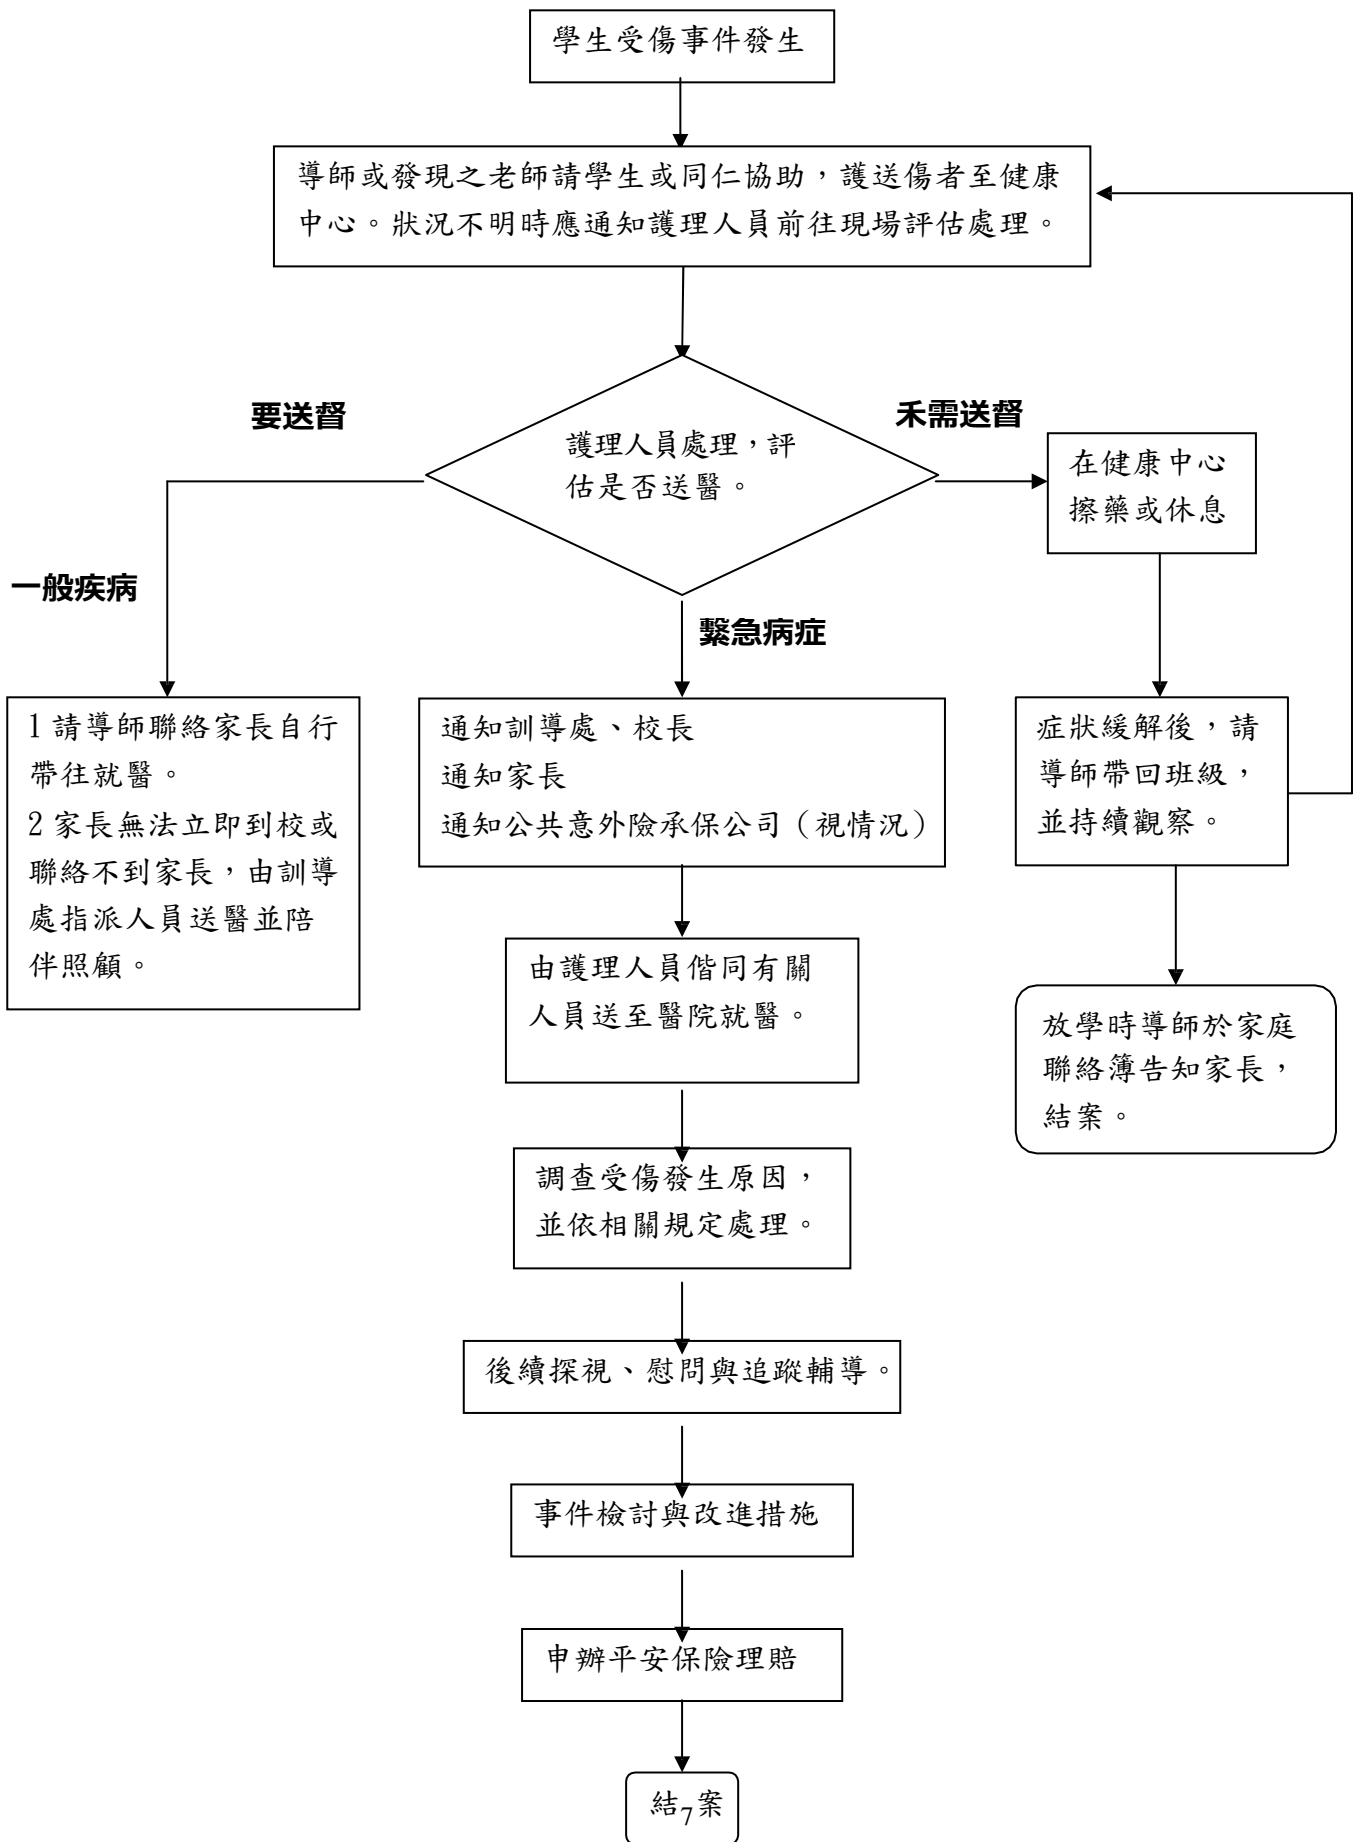 學生受傷事件發生
導師或發現之老師請學生或同仁協助，護送傷者至健康
中心。狀況不明時應通知護理人員前往現場評估處理。
要送督
禾需送督
護理人員處理，評
估是否送醫。
在健康中心
擦藥或休息
一般疾病
緊急病症
1 請導師聯絡家長自行
帶往就醫。
2 家長無法立即到校或
聯絡不到家長，由訓導
處指派人員送醫並陪
伴照顧。
通知訓導處、校長
通知家長
通知公共意外險承保公司（視情況）
症狀緩解後，請
導師帶回班級，
並持續觀察。
由護理人員偕同有關
人員送至醫院就醫。
放學時導師於家庭
聯絡簿告知家長，
結案。
調查受傷發生原因，
並依相關規定處理。
後續探視、慰問與追蹤輔導。
事件檢討與改進措施
申辦平安保險理賠
結案
7